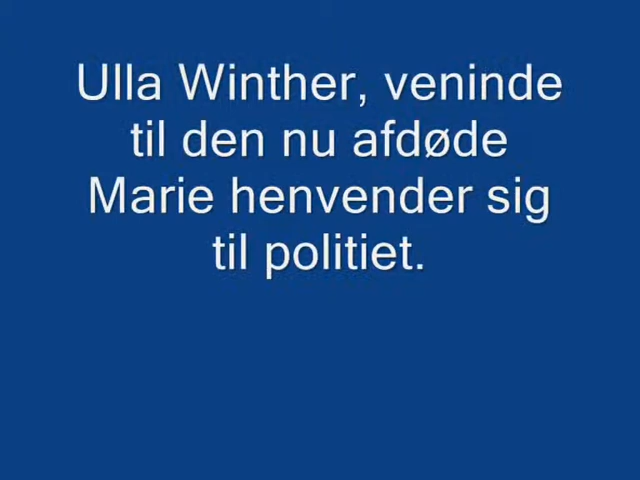 Ulla Winther, veninde
til den nu afdøde
Marie henvender sig
til politiet.